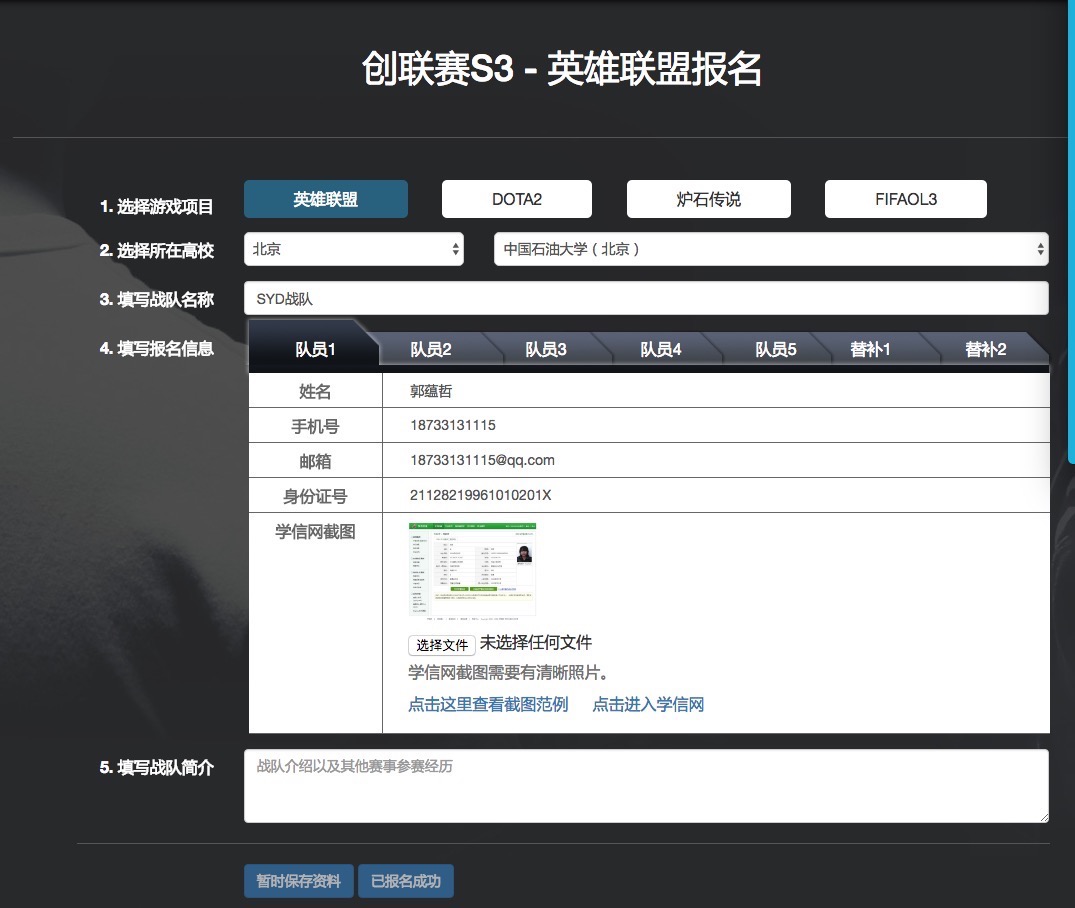 创联赛S3 - 英雄联盟报名
1. 选择游戏项目 英雄联盟 DOTA2 炉石传说 FIFAOL3
2. 选择所在高校 北京 中国石油大学（北京）
3. 填写战队名称 SYD战队
4. 填写报名信息 队员1 队员2 队员3 队员4 队员5 替补1 替补2
姓名 郭蕴哲
手机号 18733131115
邮箱 18733131115@qq.com
身份证号 21128219961010201X
学信网截图
选择文件 未选择任何文件
学信网截图需要有清晰照片。
点击这里查看截图范例 点击进入学信网
5. 填写战队简介 战队介绍以及其他赛事参赛经历
暂时保存资料 已报名成功